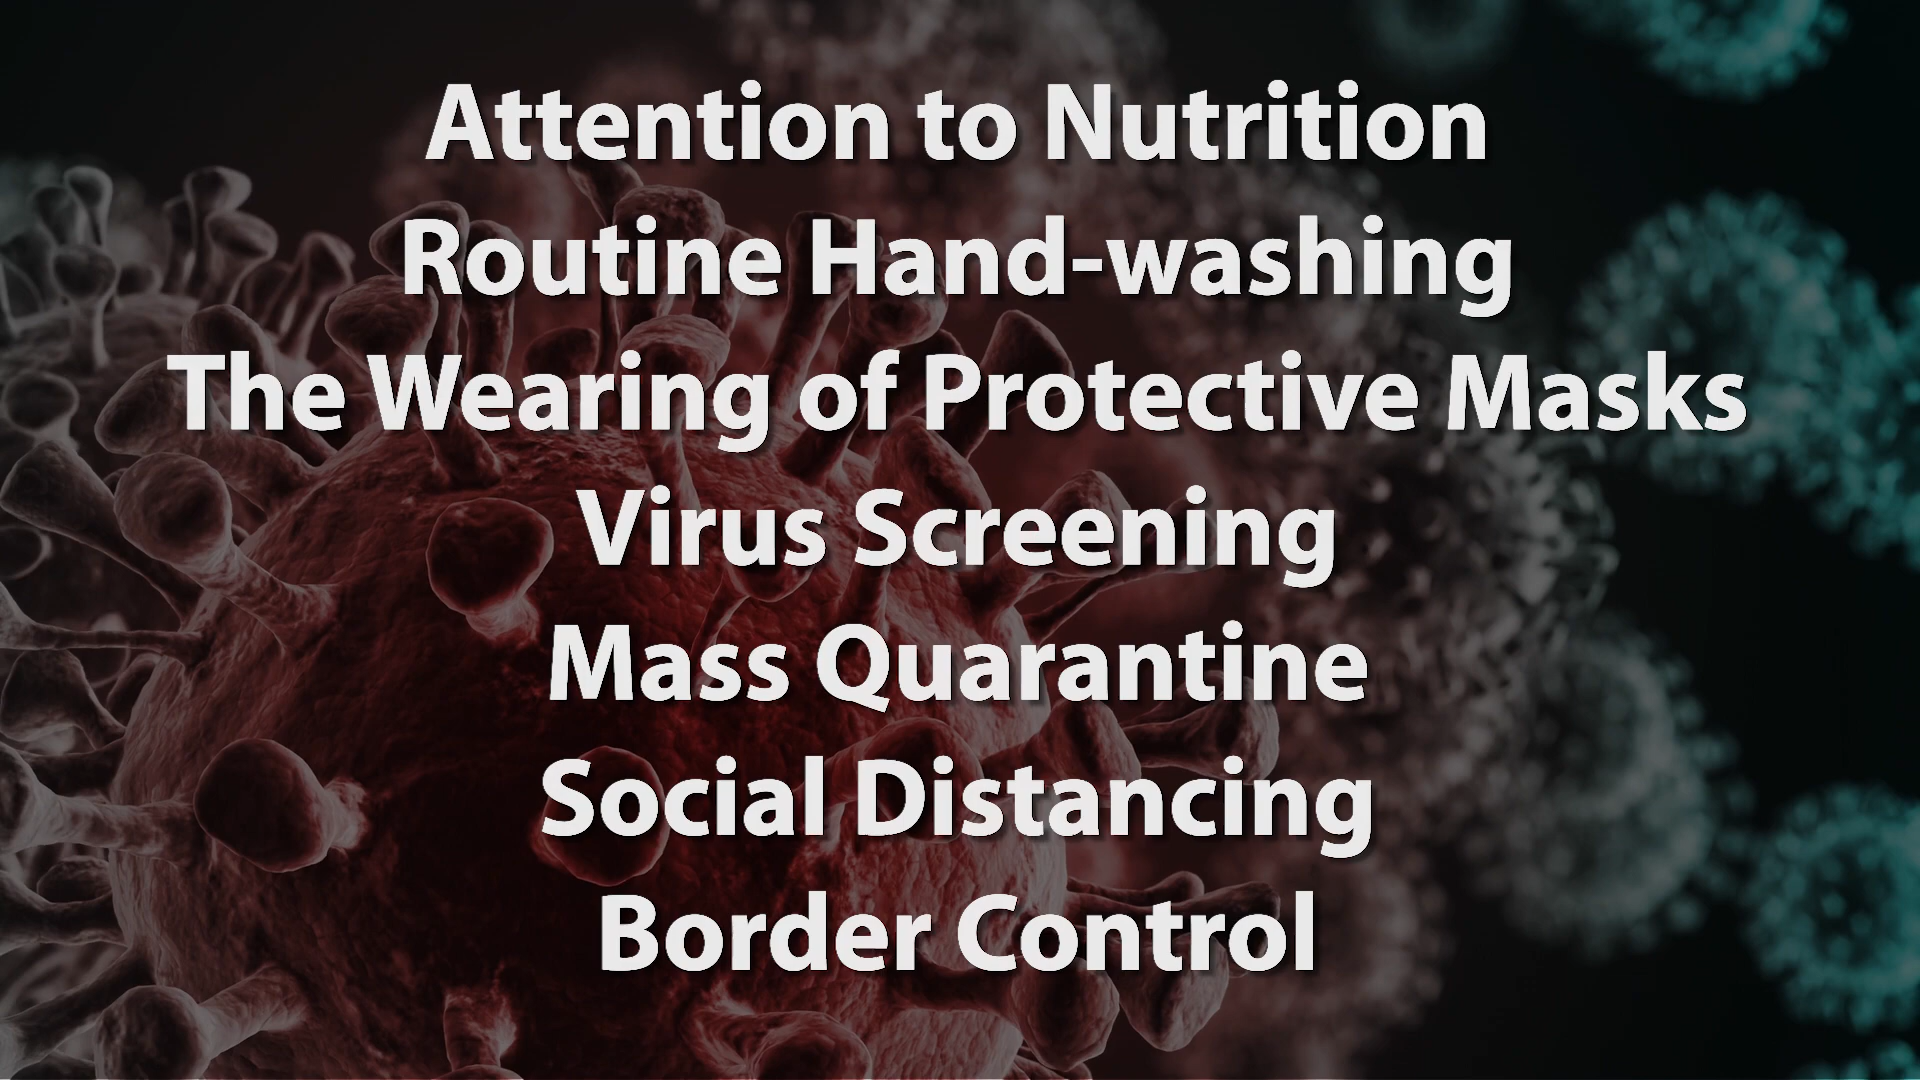 Attention to Nutrition
Routine Hand-washing
The Wearing of Protective Masks
Virus Screening
Mass Quarantine
Social Distancing
Border Control